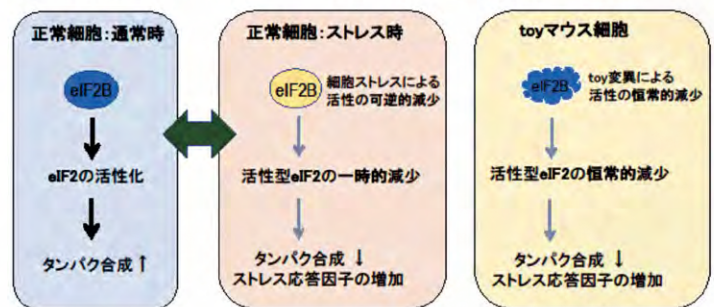 正常細胞:通常時
eIF2B
eIF2の活性化
タンパク合成↑
正常細胞:ストレス時
eIF2B
細胞ストレスによる
活性の可逆的減少
活性型eIF2の一時的減少
タンパク合成 ↓
ストレス応答因子の増加
toyマウス細胞
eIF2B
toy変異による
活性の恒常的減少
活性型eIF2の恒常的減少
タンパク合成 ↓
ストレス応答因子の増加